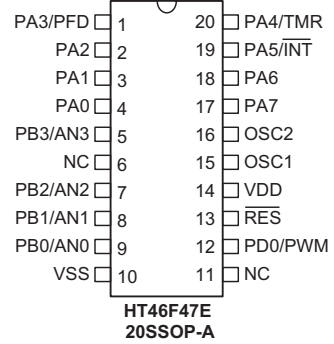 PA3/PFD 1 20 PA4/TMR
PA2 2 19 PA5/INT
PA1 3 18 PA6
PA0 4 17 PA7
PB3/AN3 5 16 OSC2
NC 6 15 OSC1
PB2/AN2 7 14 VDD
PB1/AN1 8 13 RES
PB0/AN0 9 12 PD0/PWM
VSS 10 11 NC
HT46F47E
20SSOP-A